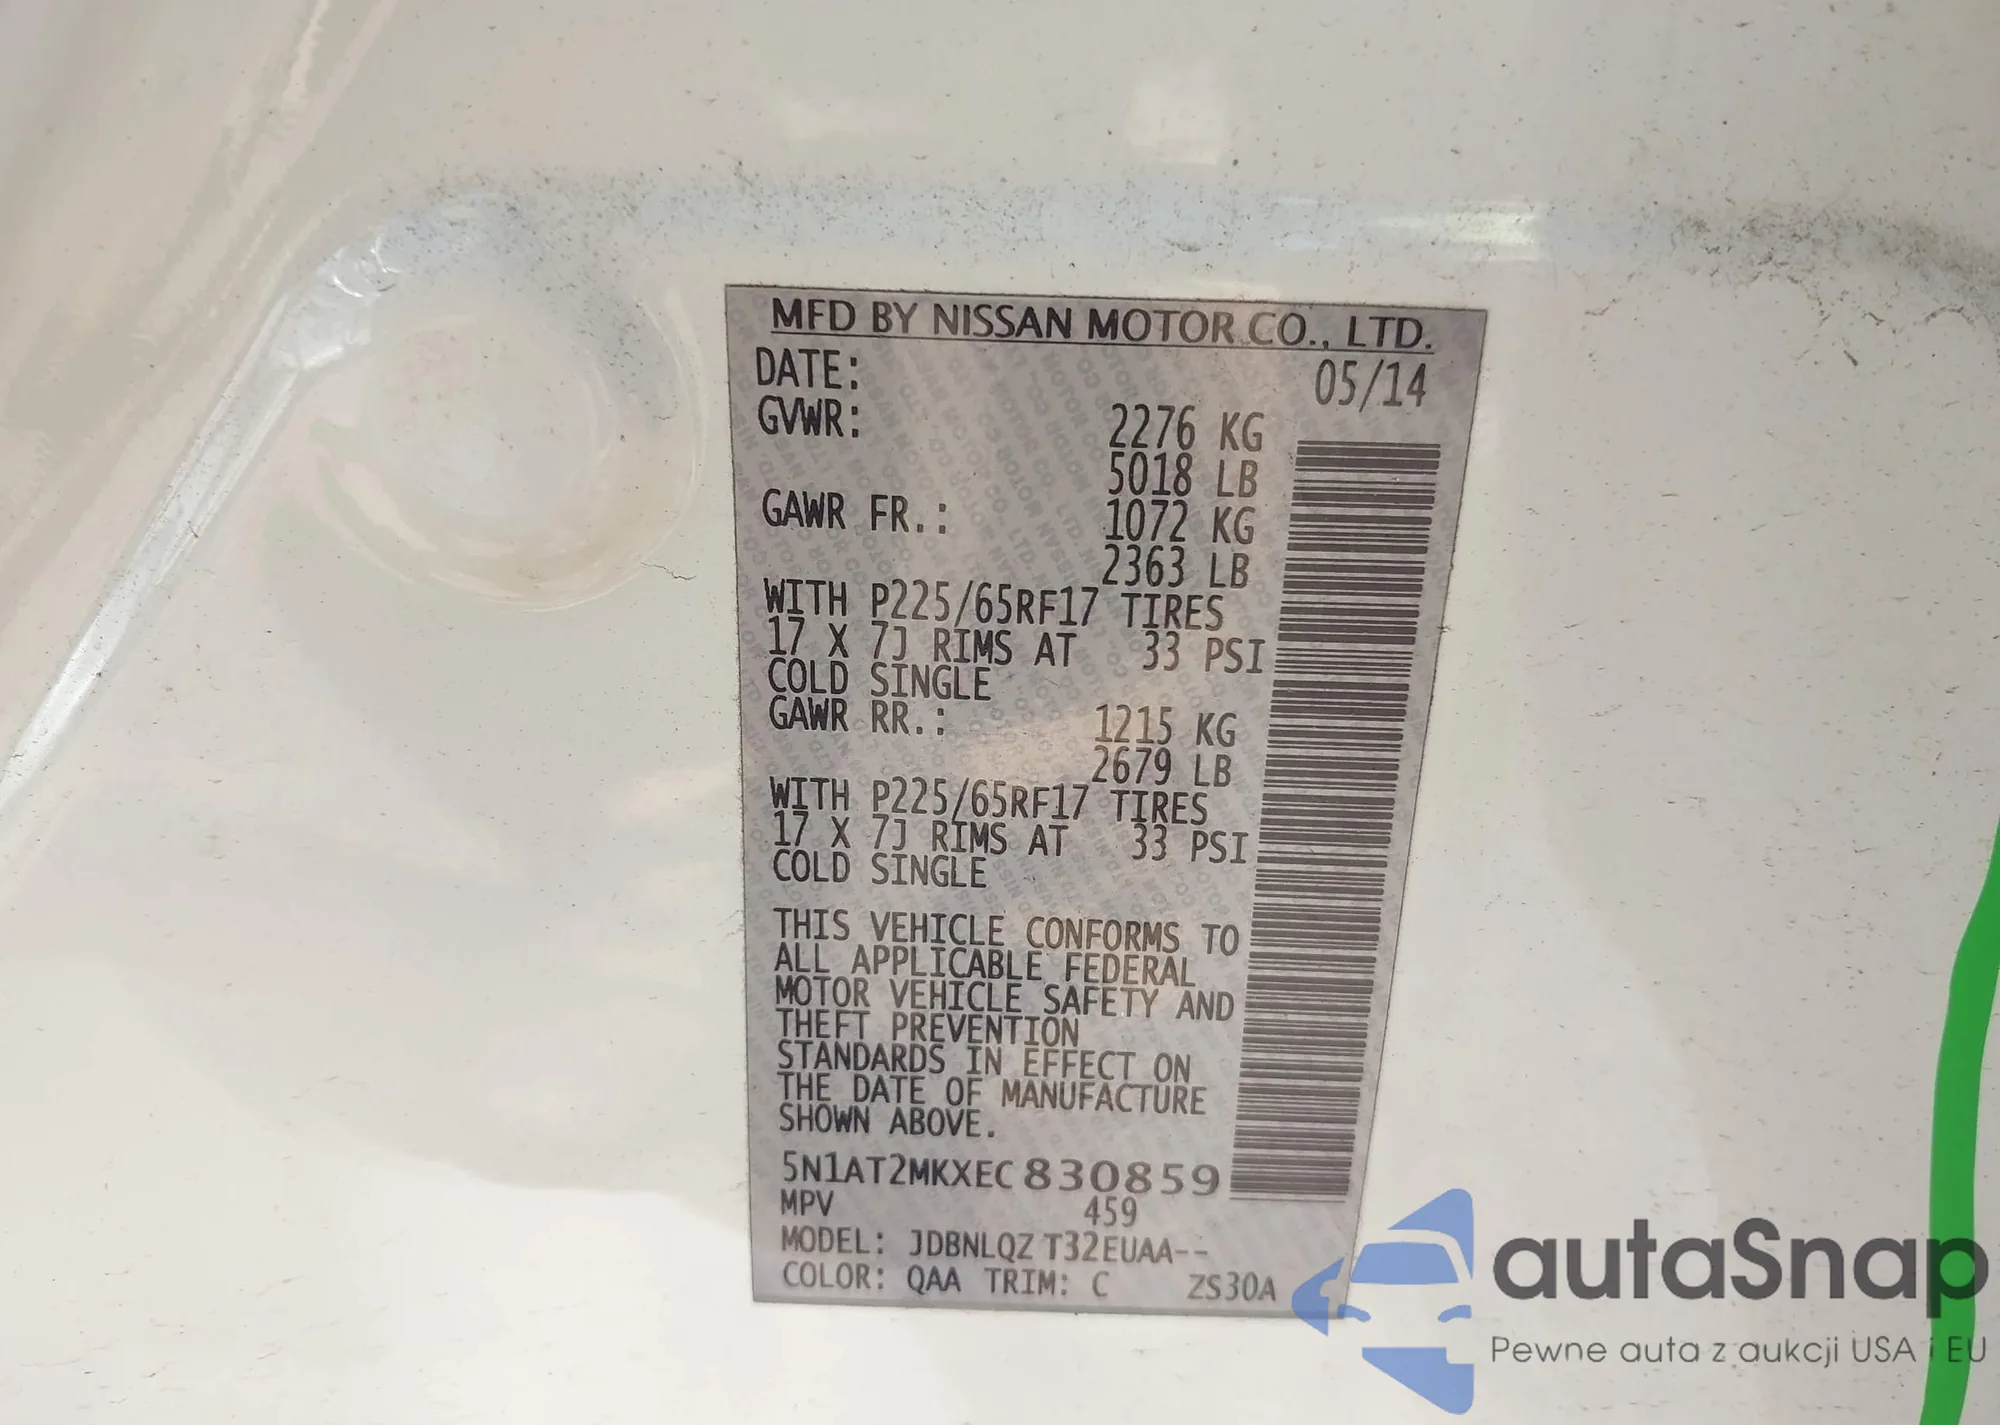 MFD BY NISSAN MOTOR CO., LTD.
DATE: 05/14
GVWR: 2276 KG
5018 LB
GAWR FR.: 1072 KG
2363 LB
WITH P225/65RF17 TIRES
17 X 7J RIMS AT 33 PSI
COLD SINGLE
GAWR RR.: 1215 KG
2679 LB
WITH P225/65RF17 TIRES
17 X 7J RIMS AT 33 PSI
COLD SINGLE
THIS VEHICLE CONFORMS TO
ALL APPLICABLE FEDERAL
MOTOR VEHICLE SAFETY AND
THEFT PREVENTION
STANDARDS IN EFFECT ON
THE DATE OF MANUFACTURE
SHOWN ABOVE.
5N1AT2MKXEC830859
MPV 459
MODEL: JDBNLQZ T32EUAA--
COLOR: QAA TRIM: C ZS30A
autaSnap
Pewne auta z aukcji USA i EU